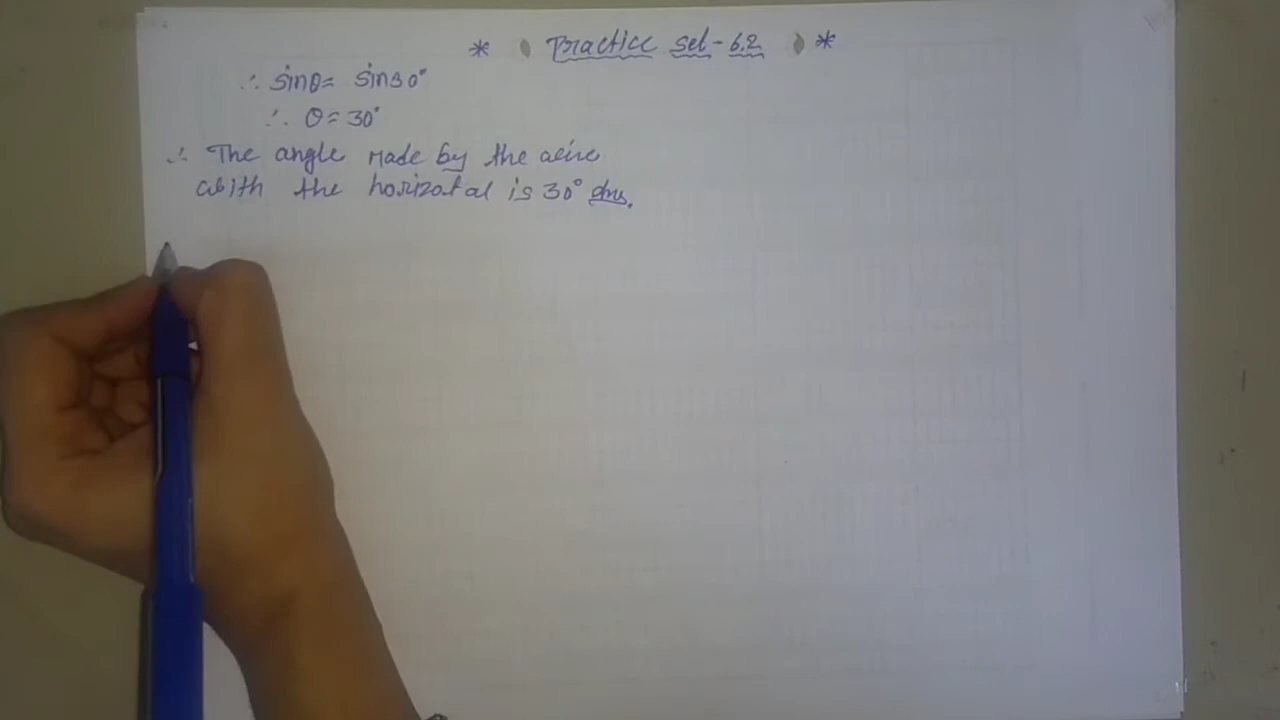 * Practice Set-6.2 *
∴ sinθ= sin30°
∴ θ=30°
∴ The angle made by the wire
with the horizotal is 30° Ans.